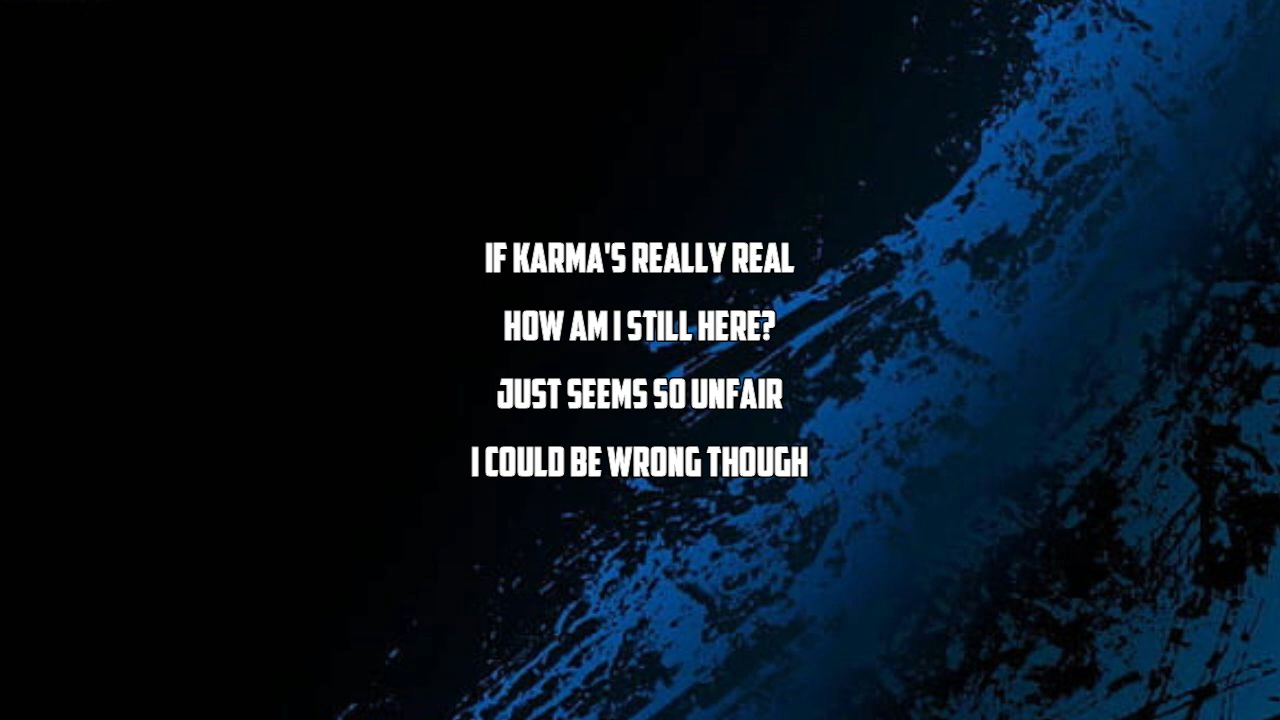 IF KARMA'S REALLY REAL
HOW AM I STILL HERE?
JUST SEEMS SO UNFAIR
I COULD BE WRONG THOUGH